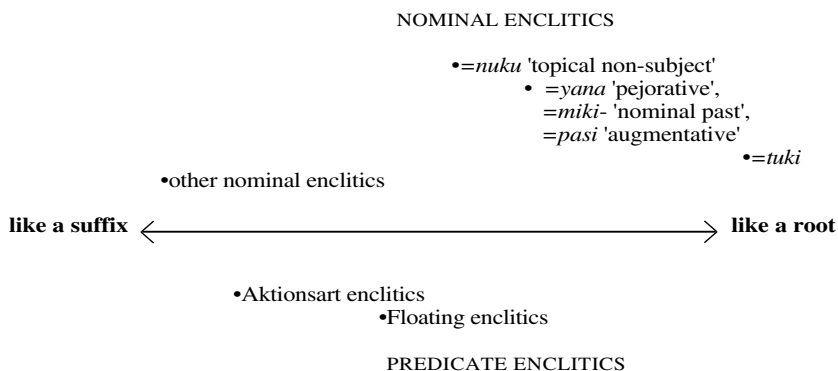 NOMINAL ENCLITICS
•=nuku 'topical non-subject'
• =yana 'pejorative',
=miki- 'nominal past',
=pasi 'augmentative'
•=tuki
•other nominal enclitics
like a suffix like a root
•Aktionsart enclitics
•Floating enclitics
PREDICATE ENCLITICS